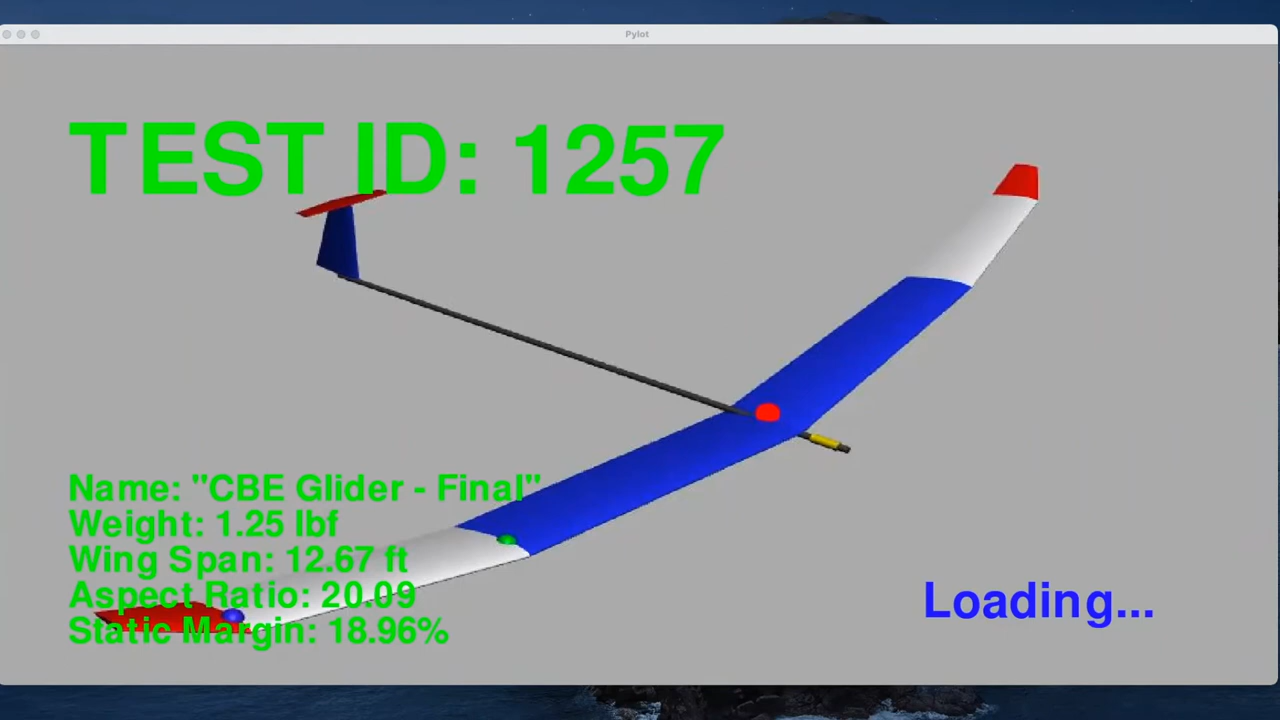 Pylot
TEST ID: 1257
Name: "CBE Glider - Final"
Weight: 1.25 lbf
Wing Span: 12.67 ft
Aspect Ratio: 20.09
Static Margin: 18.96%
Loading...